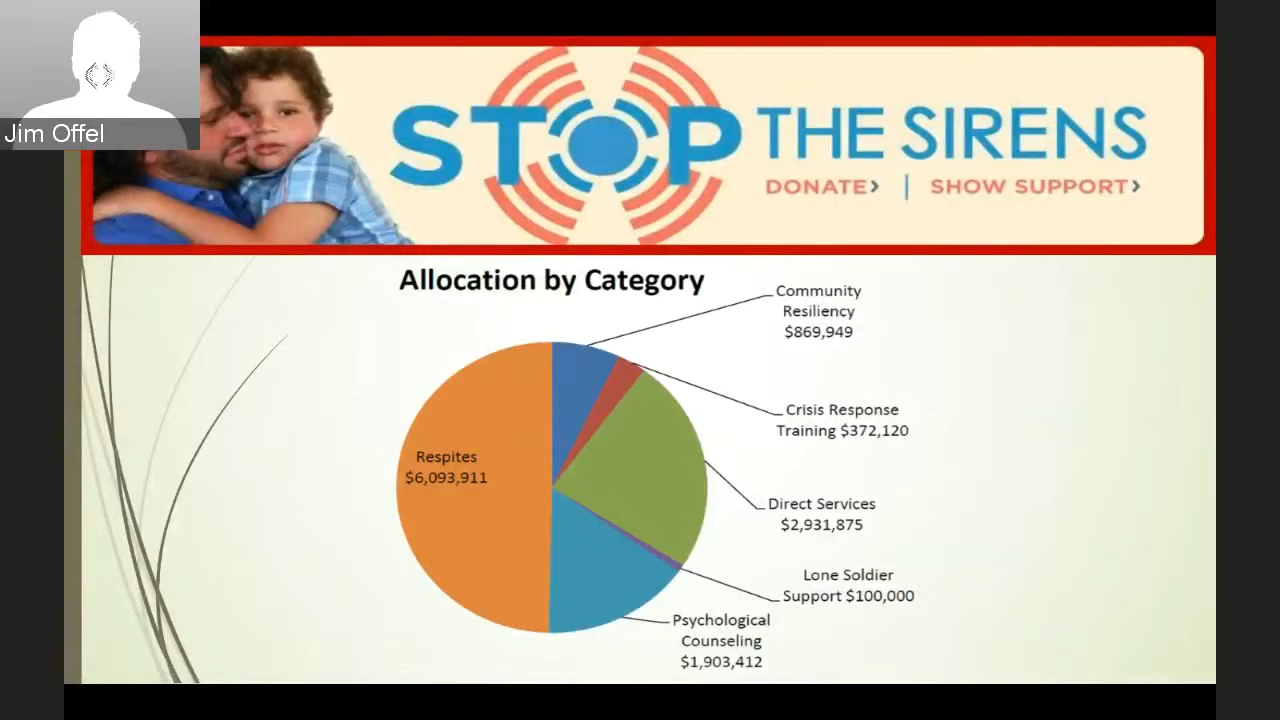 Jim Offel
STOP THE SIRENS
DONATE> | SHOW SUPPORT>
Allocation by Category
Community
Resiliency
$869,949
Crisis Response
Training $372,120
Respites
$6,093,911
Direct Services
$2,931,875
Lone Soldier
Support $100,000
Psychological
Counseling
$1,903,412